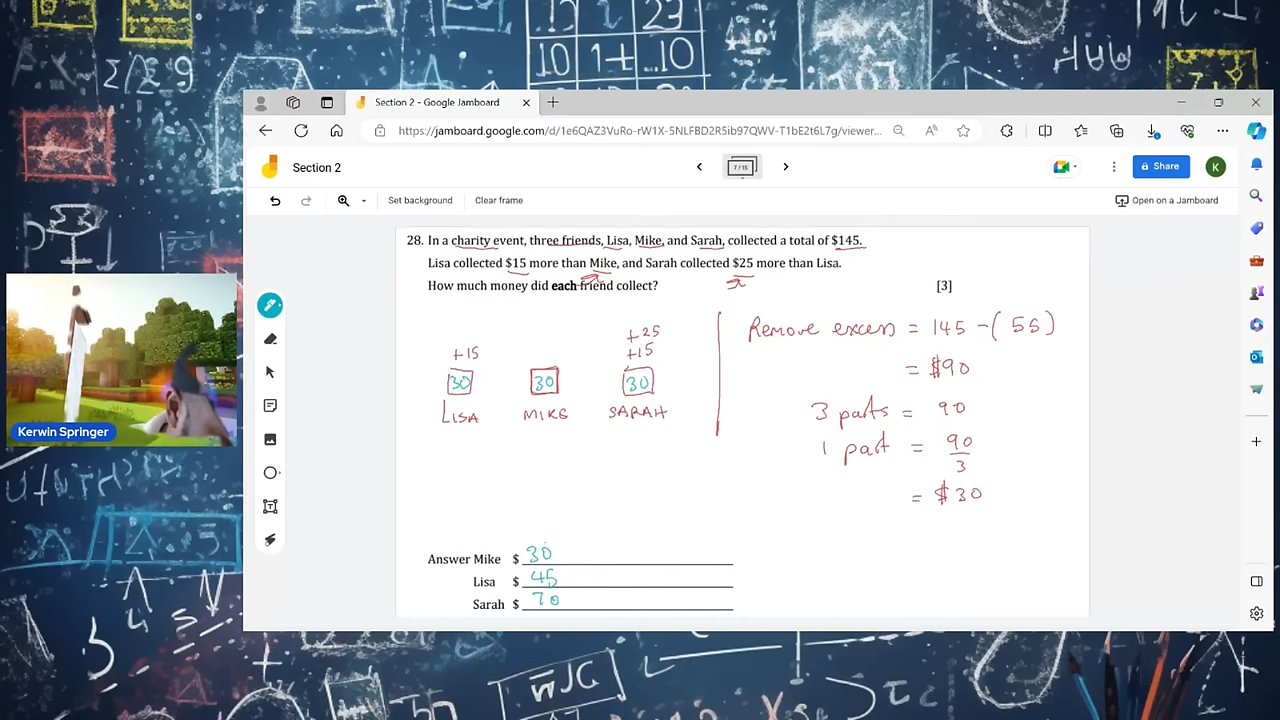 Section 2 - Google Jamboard
https://jamboard.google.com/d/1e6QAZ3VuRo-rW1X-5NLFBD2R5ib97QWV-T1bE2t6L7g/viewer...
Section 2
7 / 15
Share
K
Set background
Clear frame
Open on a Jamboard
28. In a charity event, three friends, Lisa, Mike, and Sarah, collected a total of $145.
Lisa collected $15 more than Mike, and Sarah collected $25 more than Lisa.
How much money did each friend collect? [3]
+25
+15 +15
30 30 30
LISA MIKE SARAH
Remove excess = 145 - ( 55 )
= $90
3 parts = 90
1 part = 90
3
= $30
Answer Mike $ 30
Lisa $ 45
Sarah $ 70
Kerwin Springer